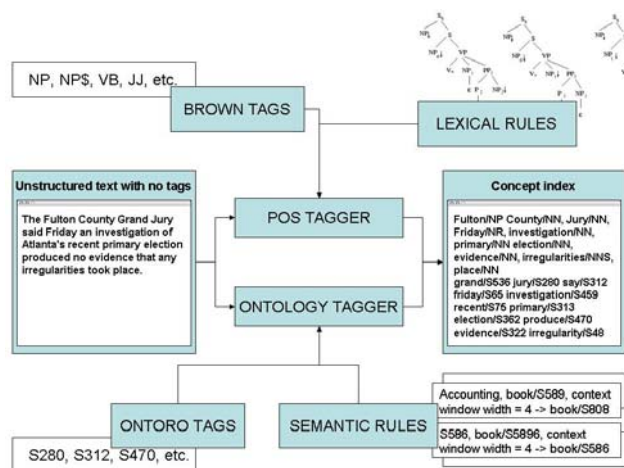 NP, NP$, VB, JJ, etc.
BROWN TAGS
LEXICAL RULES
Unstructured text with no tags
The Fulton County Grand Jury
said Friday an investigation of
Atlanta's recent primary election
produced no evidence that any
irregularities took place.
POS TAGGER
ONTOLOGY TAGGER
Concept index
Fulton/NP County/NN, Jury/NN,
Friday/NR, investigation/NN,
primary/NN election/NN,
evidence/NN, irregularities/NNS,
place/NN
grand/S536 jury/S280 say/S312
friday/S65 investigation/S459
recent/S75 primary/S313
election/S362 produce/S470
evidence/S322 irregularity/S48
ONTORO TAGS
SEMANTIC RULES
S280, S312, S470, etc.
Accounting, book/S589, context
window width = 4 -> book/S808
S586, book/S5896, context
window width = 4 -> book/S586